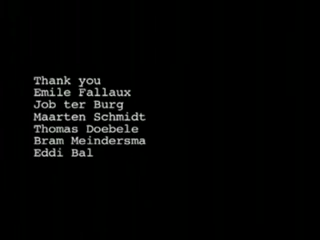 Thank you
Emile Fallaux
Job ter Burg
Maarten Schmidt
Thomas Doebele
Bram Meindersma
Eddi Bal